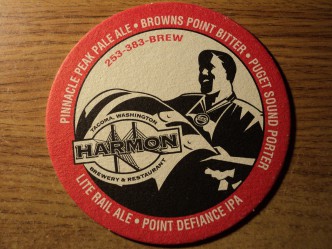 PINNACLE PEAK PALE ALE • BROWNS POINT BITTER • PUGET SOUND PORTER
253-383-BREW
TACOMA, WASHINGTON
HARMON
BREWERY & RESTAURANT
LITE RAIL ALE • POINT DEFIANCE IPA